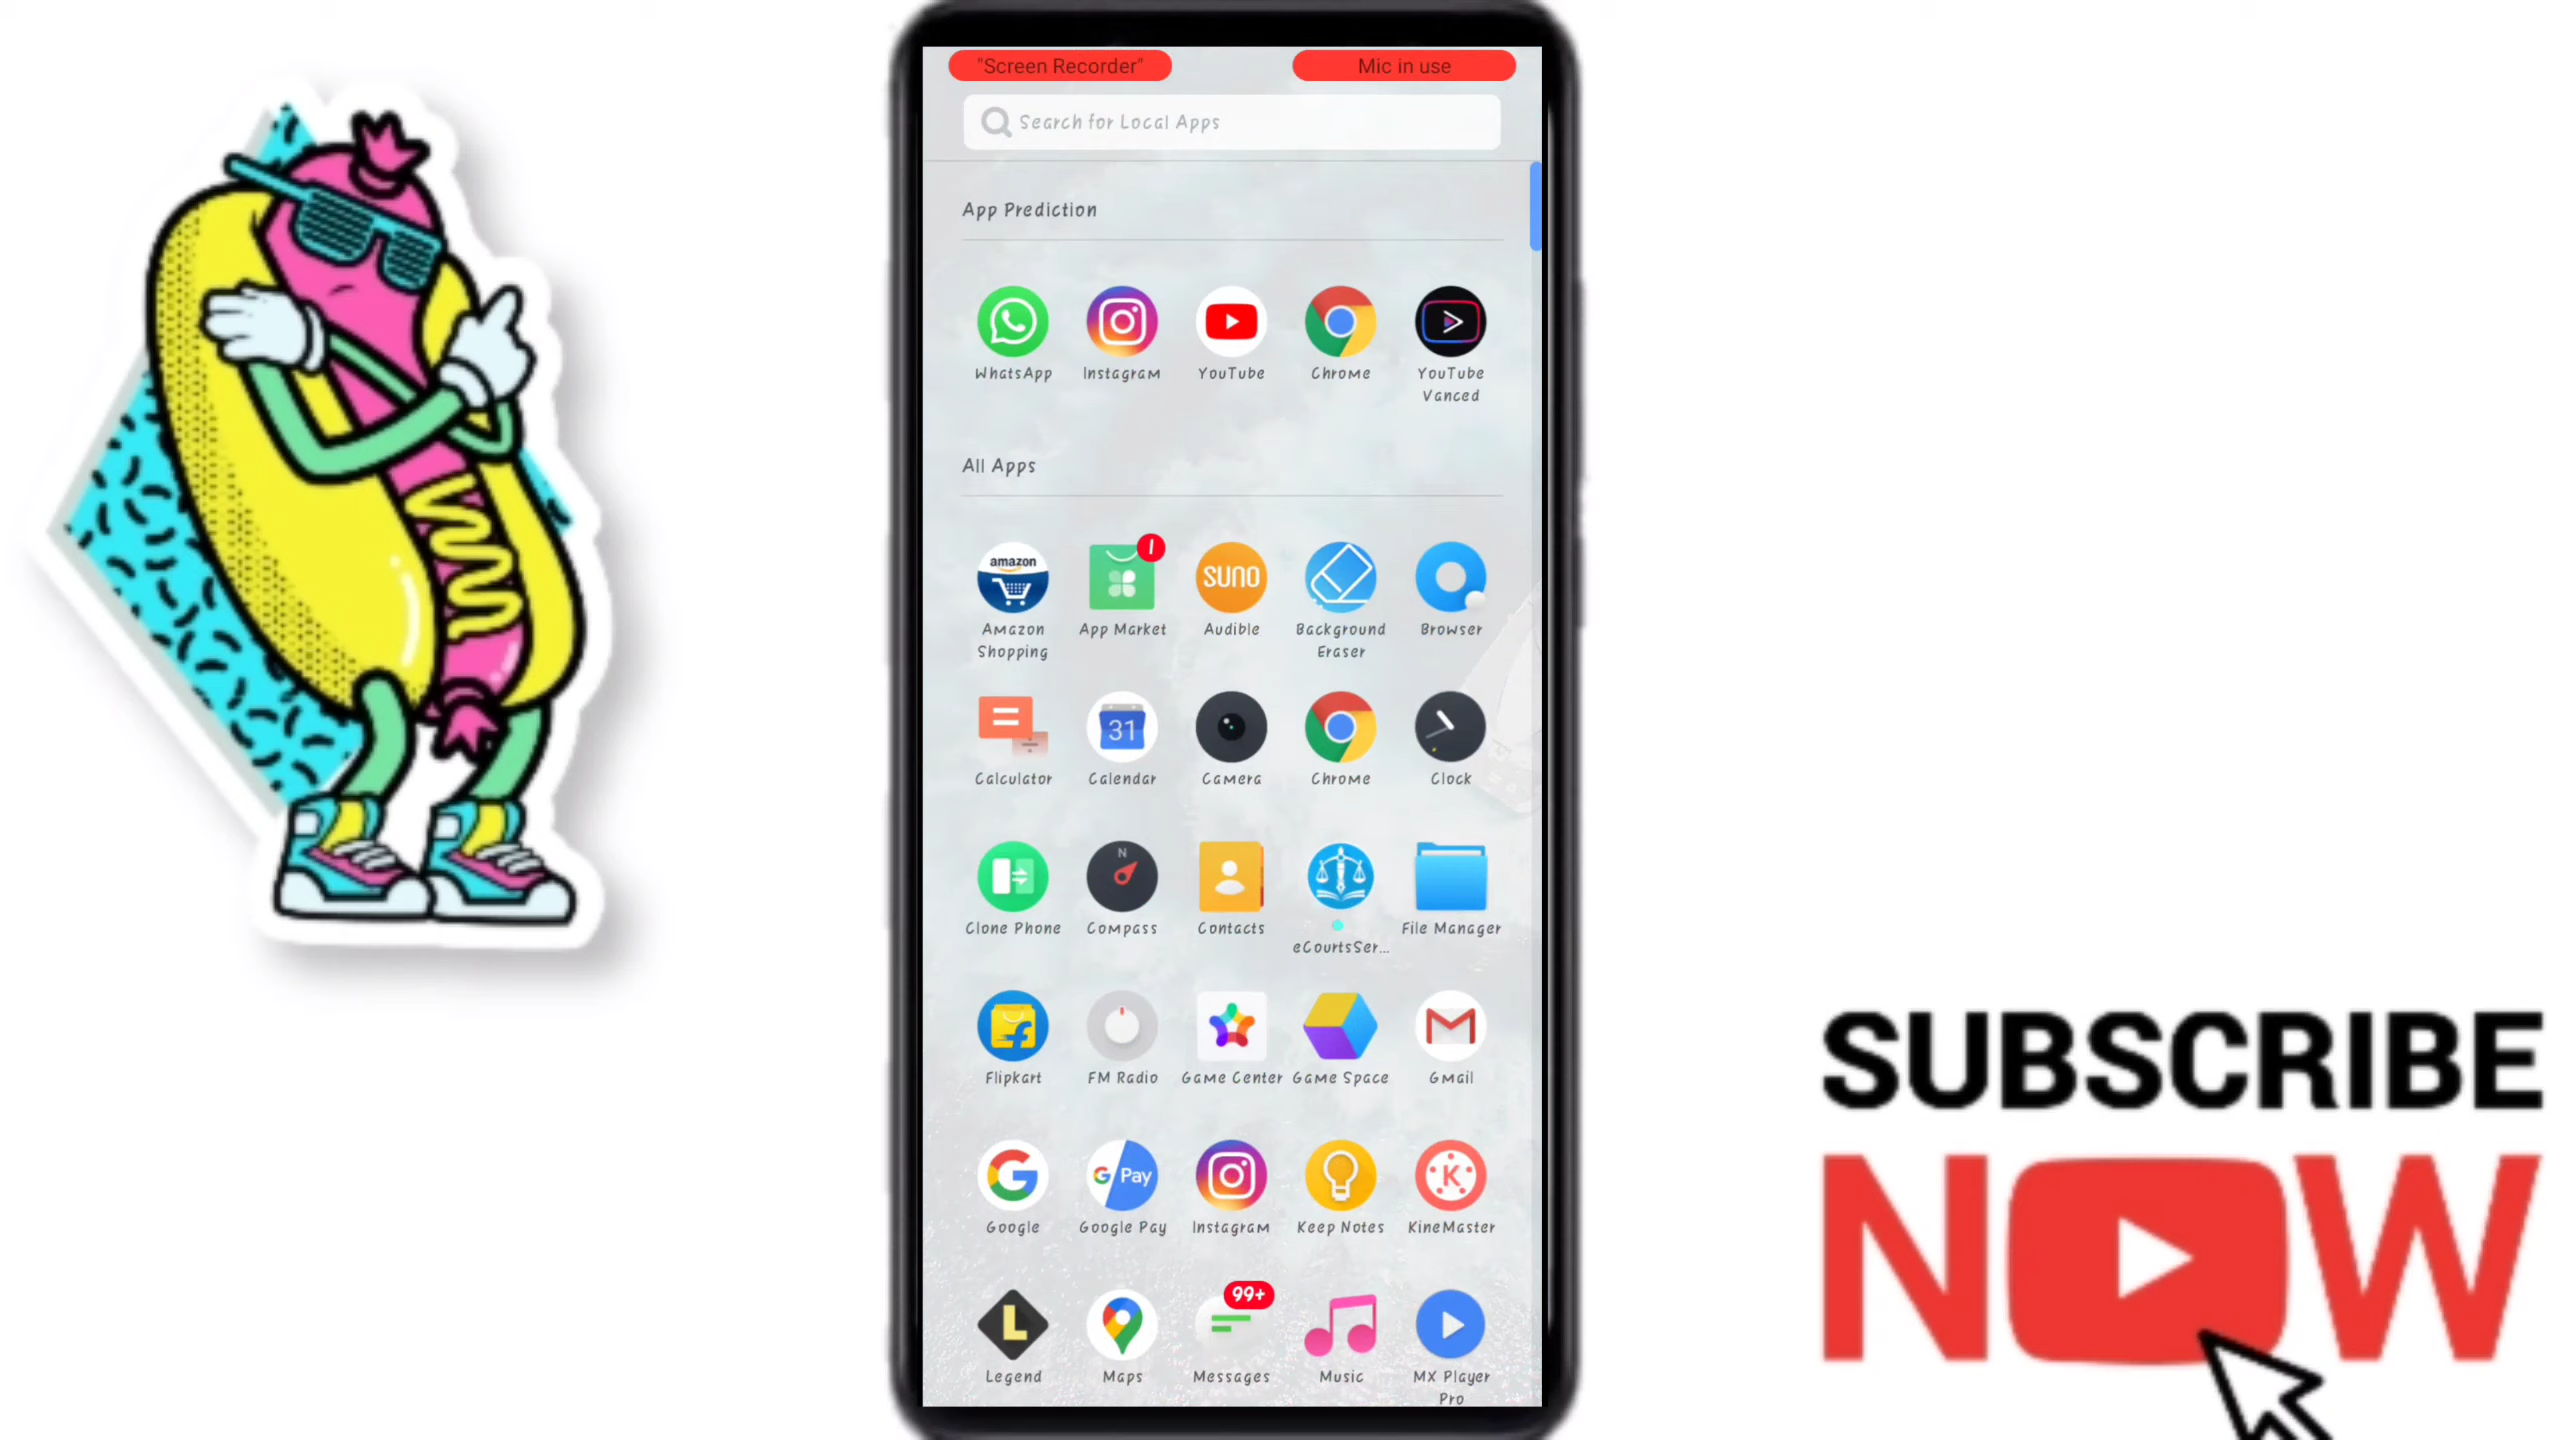 "Screen Recorder"
Mic in use
Search for Local Apps
App Prediction
WhatsApp
Instagram
YouTube
Chrome
YouTube
Vanced
All Apps
amazon
1
SUNO
Amazon
Shopping
App Market
Audible
Background
Eraser
Browser
31
Calculator
Calendar
Camera
Chrome
Clock
N
Clone Phone
Compass
Contacts
eCourtsSer...
File Manager
Flipkart
FM Radio
Game Center
Game Space
Gmail
G Pay
K
Google
Google Pay
Instagram
Keep Notes
KineMaster
L
99+
Legend
Maps
Messages
Music
MX Player
Pro
SUBSCRIBE
NOW